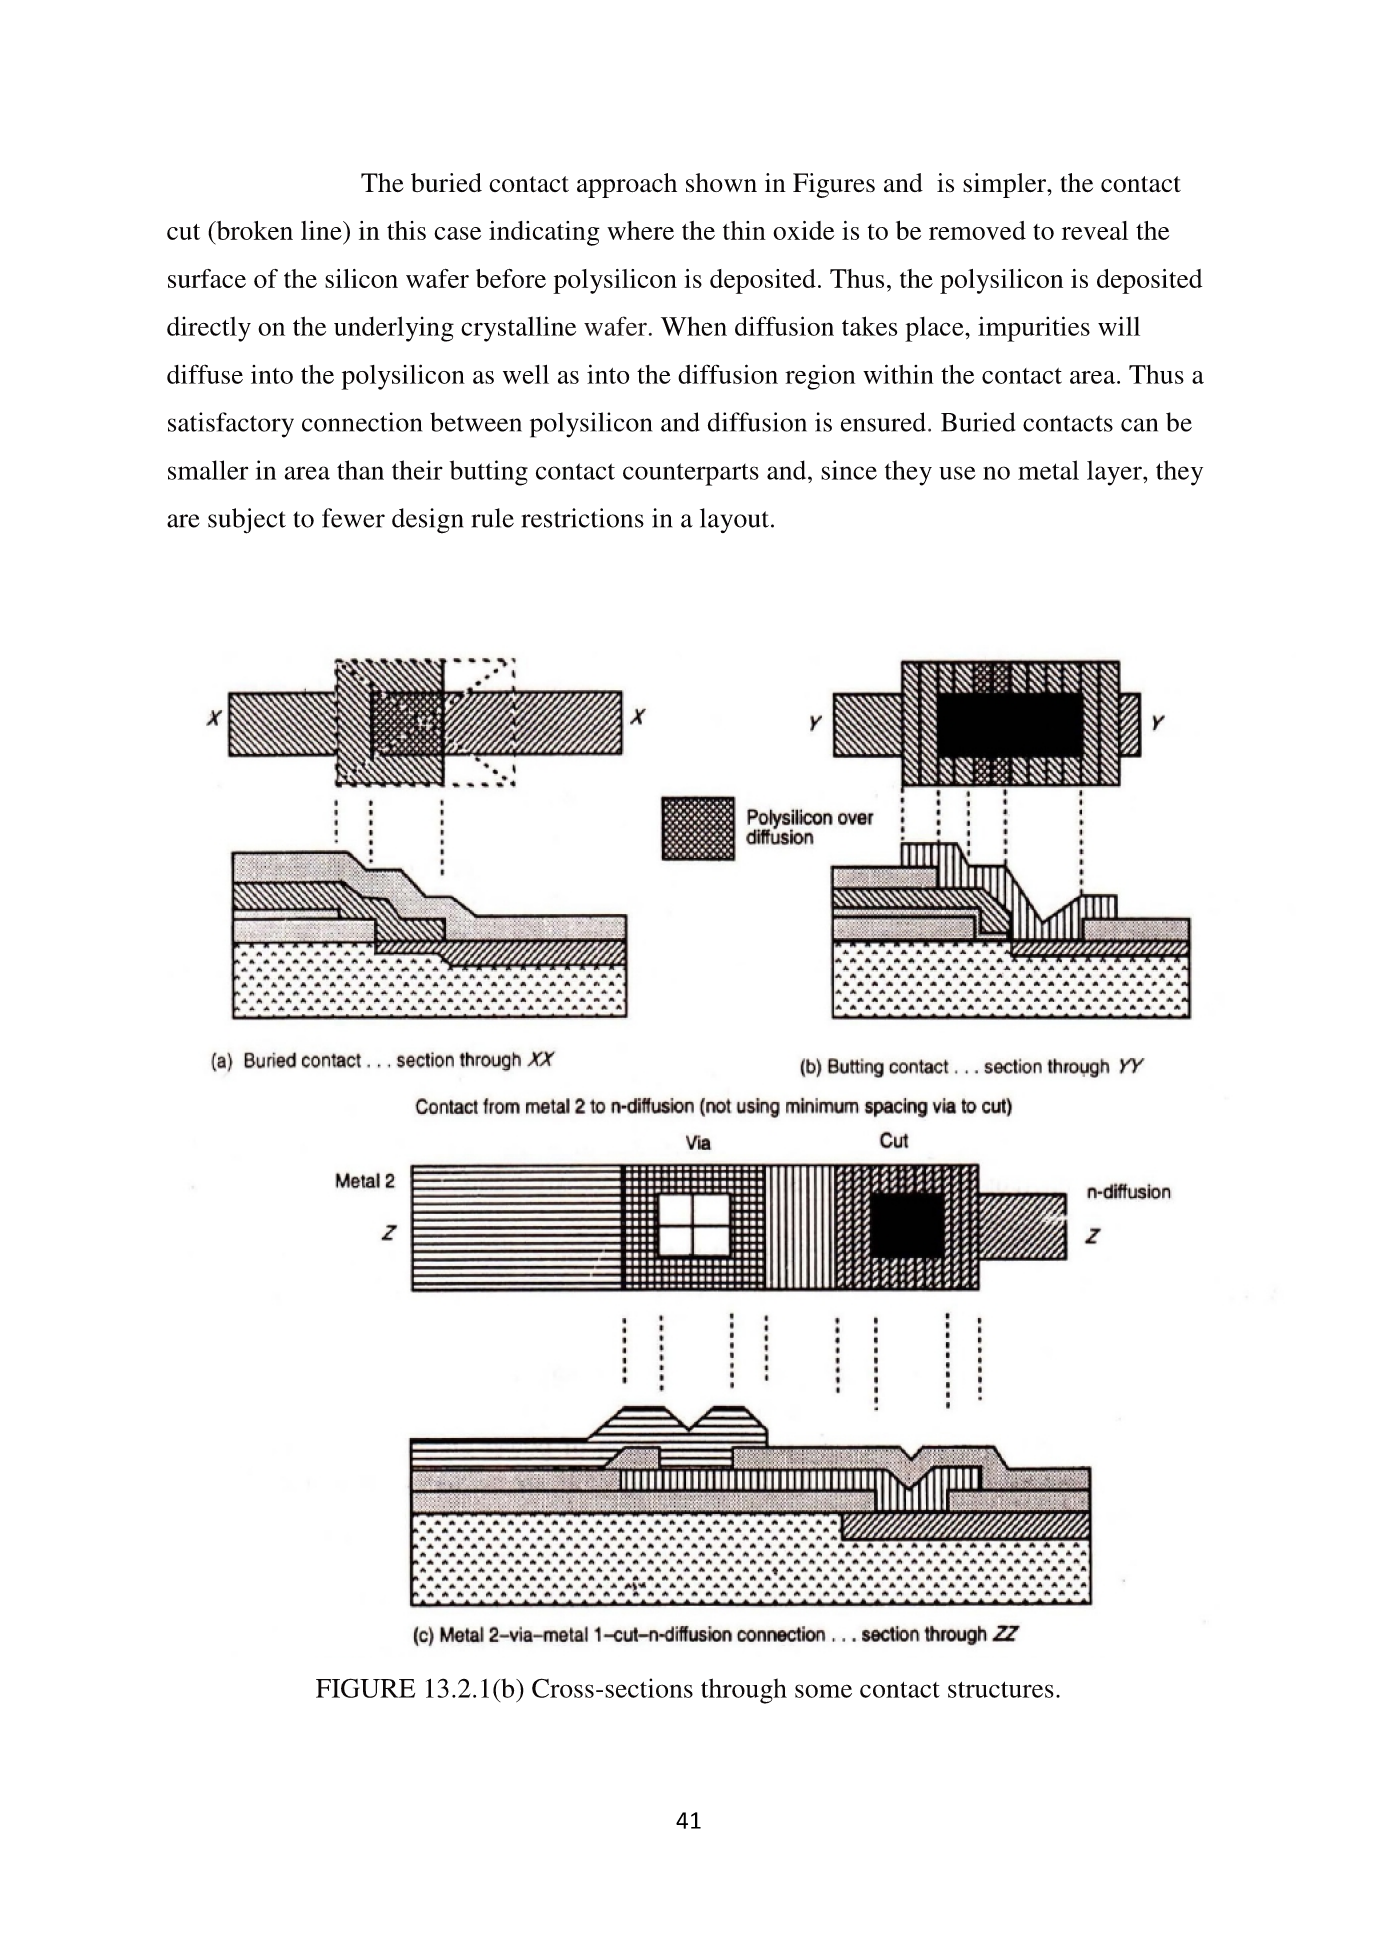 The buried contact approach shown in Figures and  is simpler, the contact
cut (broken line) in this case indicating where the thin oxide is to be removed to reveal the
surface of the silicon wafer before polysilicon is deposited. Thus, the polysilicon is deposited
directly on the underlying crystalline wafer. When diffusion takes place, impurities will
diffuse into the polysilicon as well as into the diffusion region within the contact area. Thus a
satisfactory connection between polysilicon and diffusion is ensured. Buried contacts can be
smaller in area than their butting contact counterparts and, since they use no metal layer, they
are subject to fewer design rule restrictions in a layout.
X X
Y Y
Polysilicon over
diffusion
(a) Buried contact . . . section through XX
(b) Butting contact . . . section through YY
Contact from metal 2 to n-diffusion (not using minimum spacing via to cut)
Via Cut
Metal 2
n-diffusion
Z Z
(c) Metal 2–via–metal 1–cut–n-diffusion connection . . . section through ZZ
FIGURE 13.2.1(b) Cross-sections through some contact structures.
41